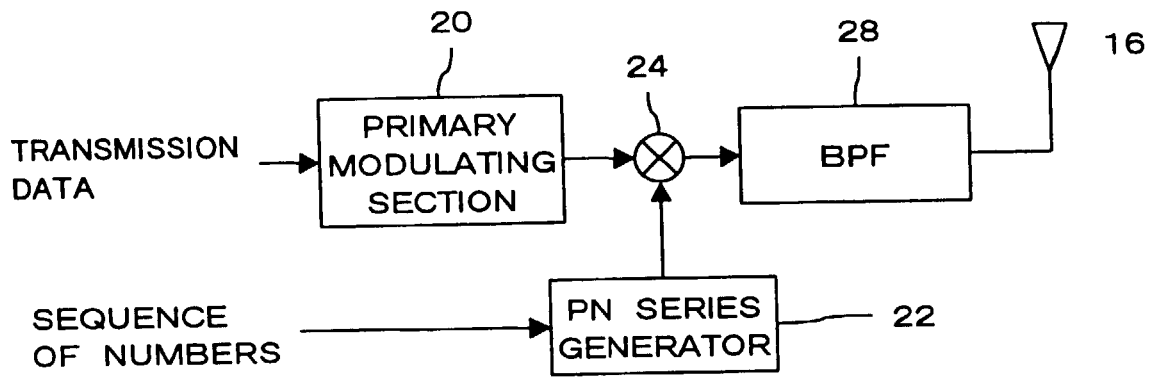 20
24
28
16
TRANSMISSION
DATA
PRIMARY
MODULATING
SECTION
BPF
SEQUENCE
OF NUMBERS
PN SERIES
GENERATOR
22